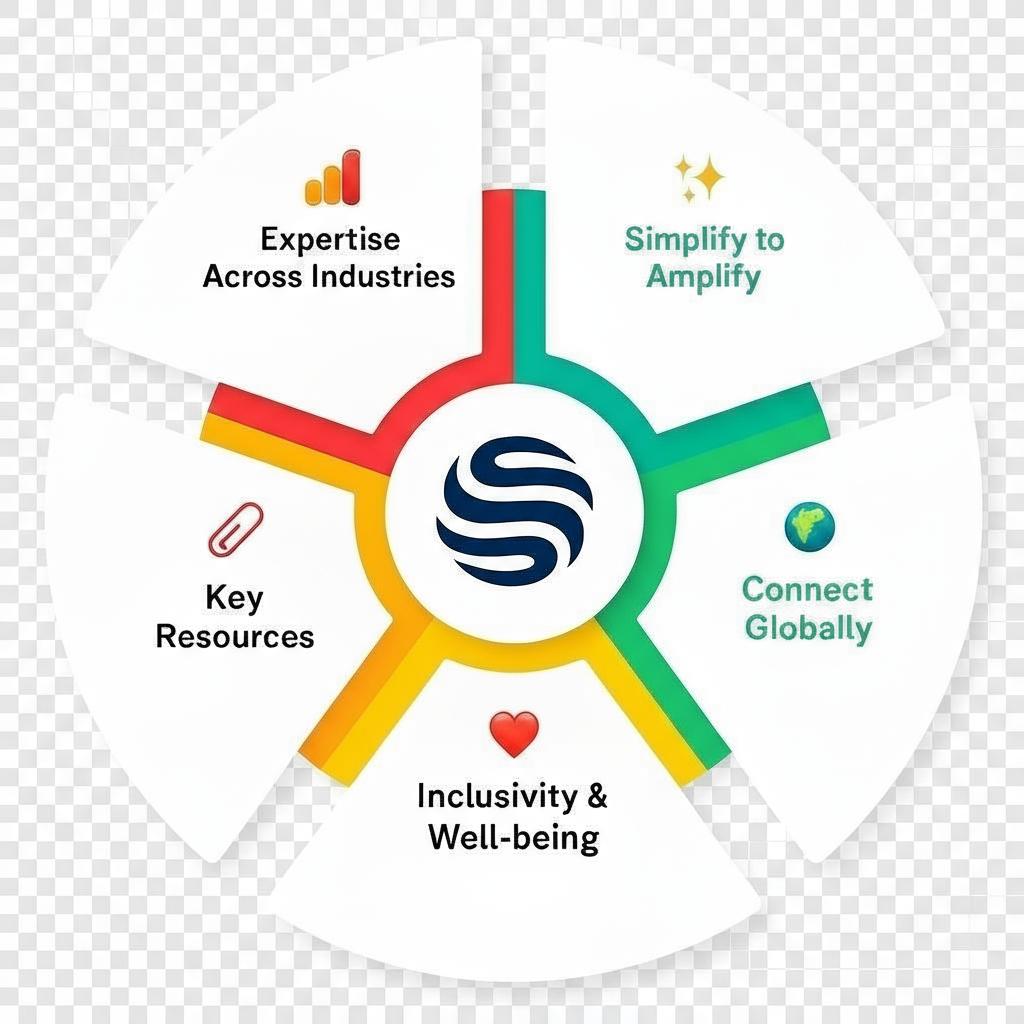 Expertise
Across Industries
Simplify to
Amplify
Key
Resources
Connect
Globally
Inclusivity &
Well-being